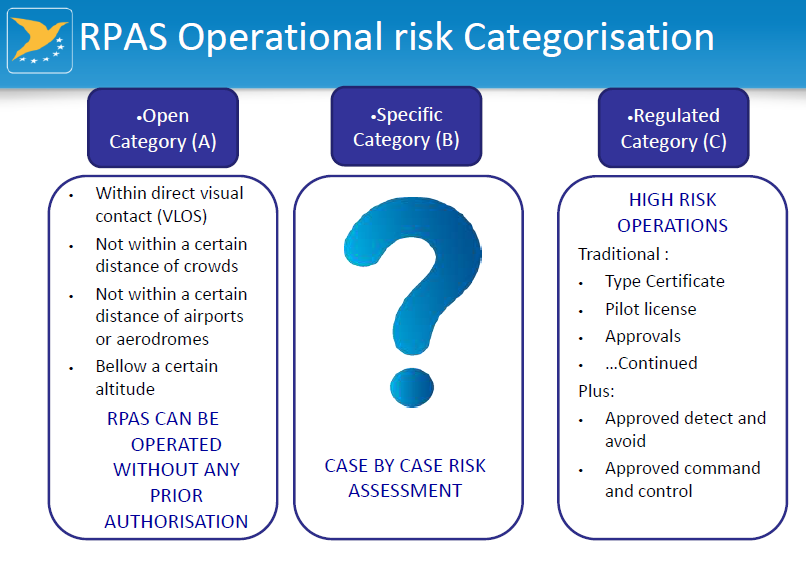 RPAS Operational risk Categorisation
•Open
Category (A)
• Within direct visual
contact (VLOS)
• Not within a certain
distance of crowds
• Not within a certain
distance of airports
or aerodromes
• Bellow a certain
altitude
RPAS CAN BE
OPERATED
WITHOUT ANY
PRIOR
AUTHORISATION
•Specific
Category (B)
?
CASE BY CASE RISK
ASSESSMENT
•Regulated
Category (C)
HIGH RISK
OPERATIONS
Traditional :
• Type Certificate
• Pilot license
• Approvals
• ...Continued
Plus:
• Approved detect and
avoid
• Approved command
and control